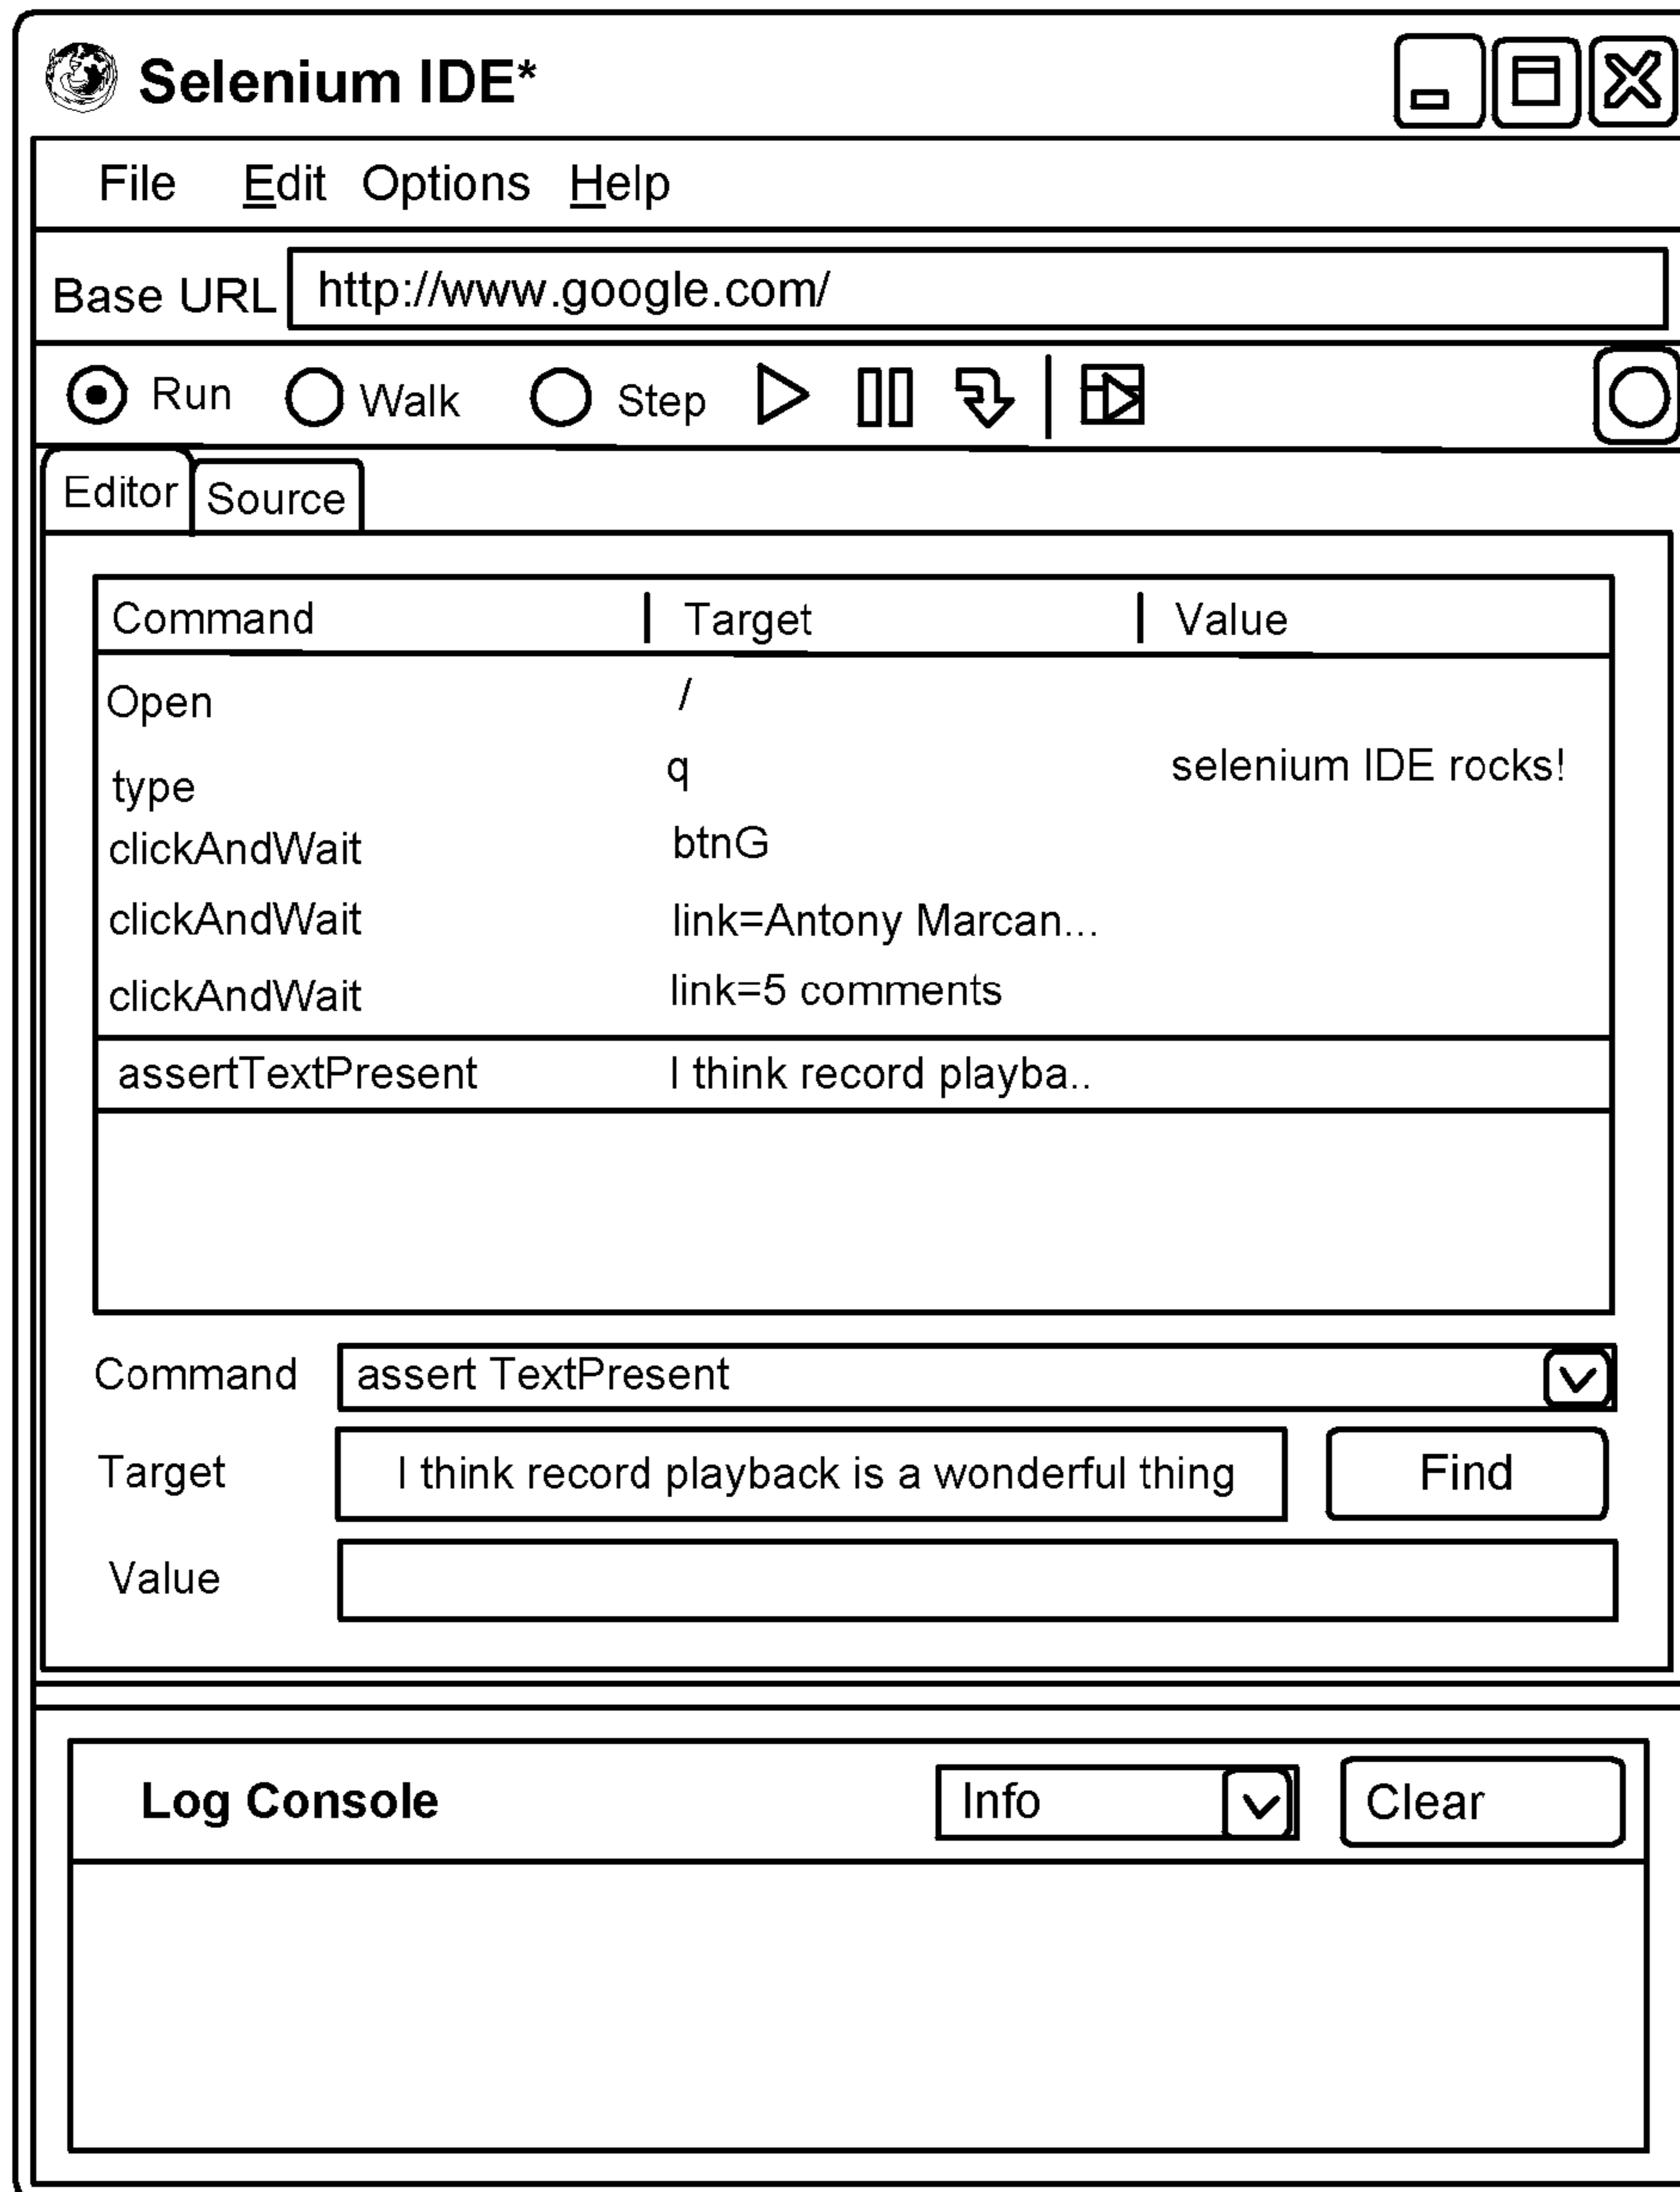 Selenium IDE*
File Edit Options Help
Base URL http://www.google.com/
Run Walk Step
Editor Source
Command Target Value
Open /
type q selenium IDE rocks!
clickAndWait btnG
clickAndWait link=Antony Marcan...
clickAndWait link=5 comments
assertTextPresent I think record playba..
Command assert TextPresent
Target I think record playback is a wonderful thing Find
Value
Log Console Info Clear